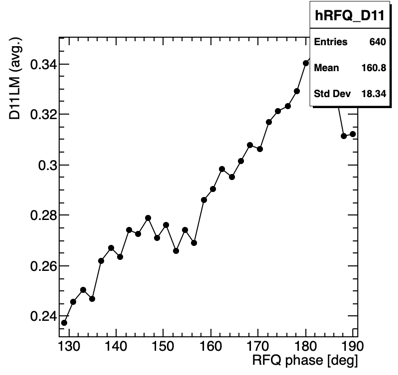 hRFQ_D11
Entries 640
Mean 160.8
Std Dev 18.34
D11LM (avg.)
0.34
0.32
0.3
0.28
0.26
0.24
130 140 150 160 170 180 190
RFQ phase [deg]